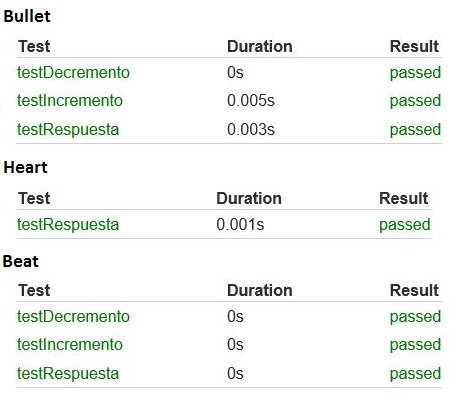 Bullet
Test Duration Result
testDecremento 0s passed
testIncremento 0.005s passed
testRespuesta 0.003s passed
Heart
Test Duration Result
testRespuesta 0.001s passed
Beat
Test Duration Result
testDecremento 0s passed
testIncremento 0s passed
testRespuesta 0s passed